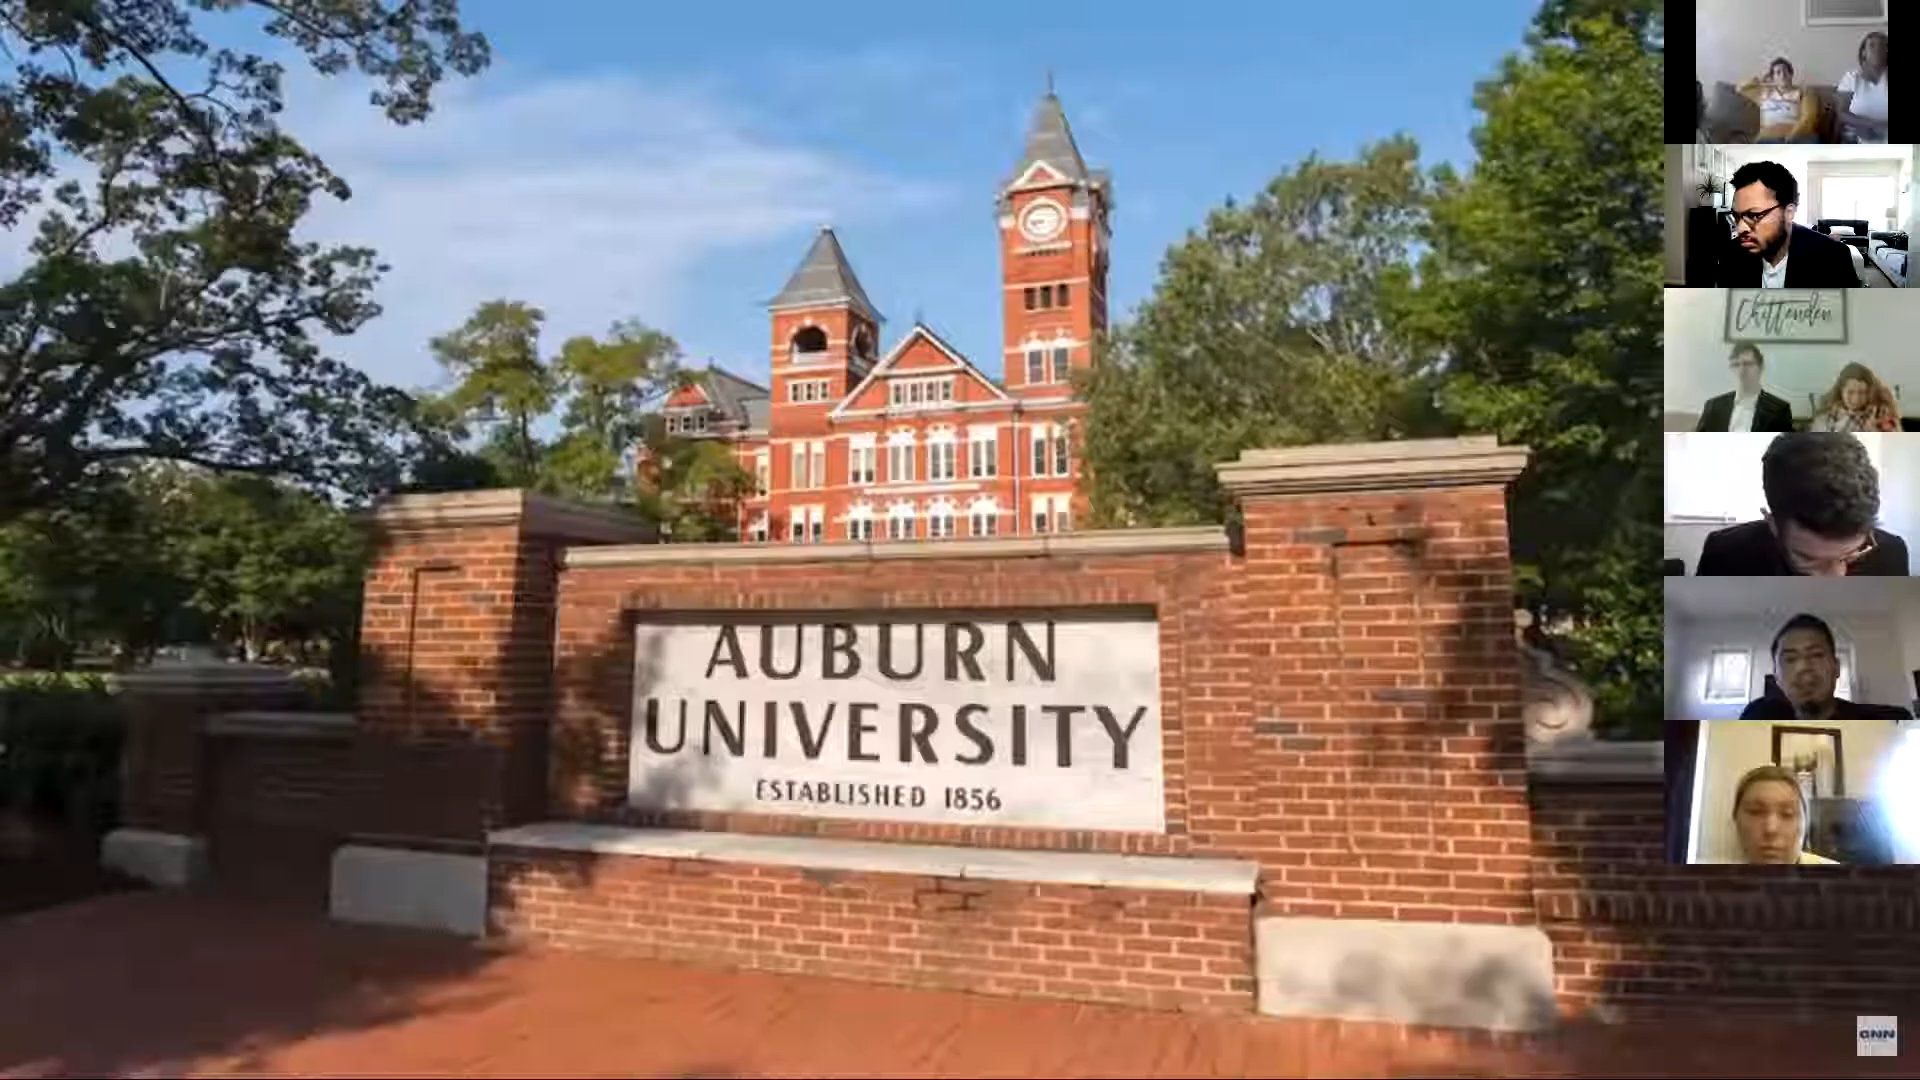 AUBURN
UNIVERSITY
ESTABLISHED 1856
Chittenden
GNN